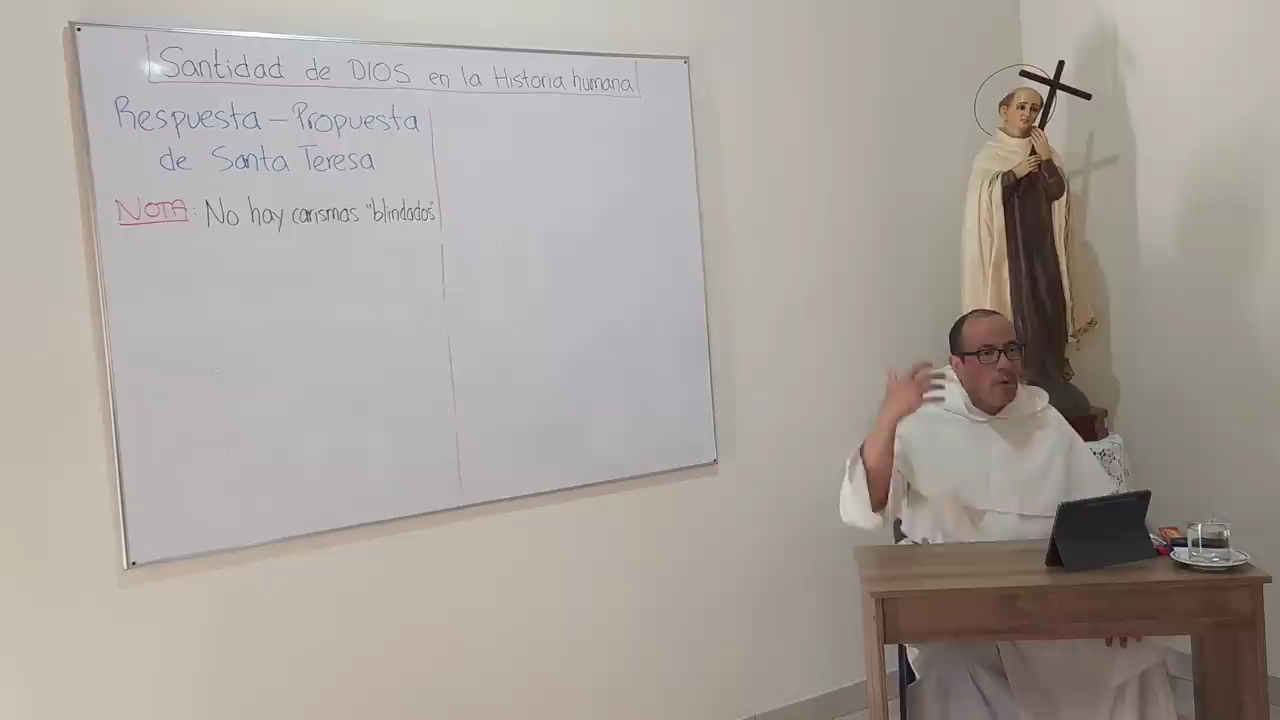 Santidad de DIOS en la Historia humana
Respuesta - Propuesta
de Santa Teresa
NOTA: No hay carismas "blindados"